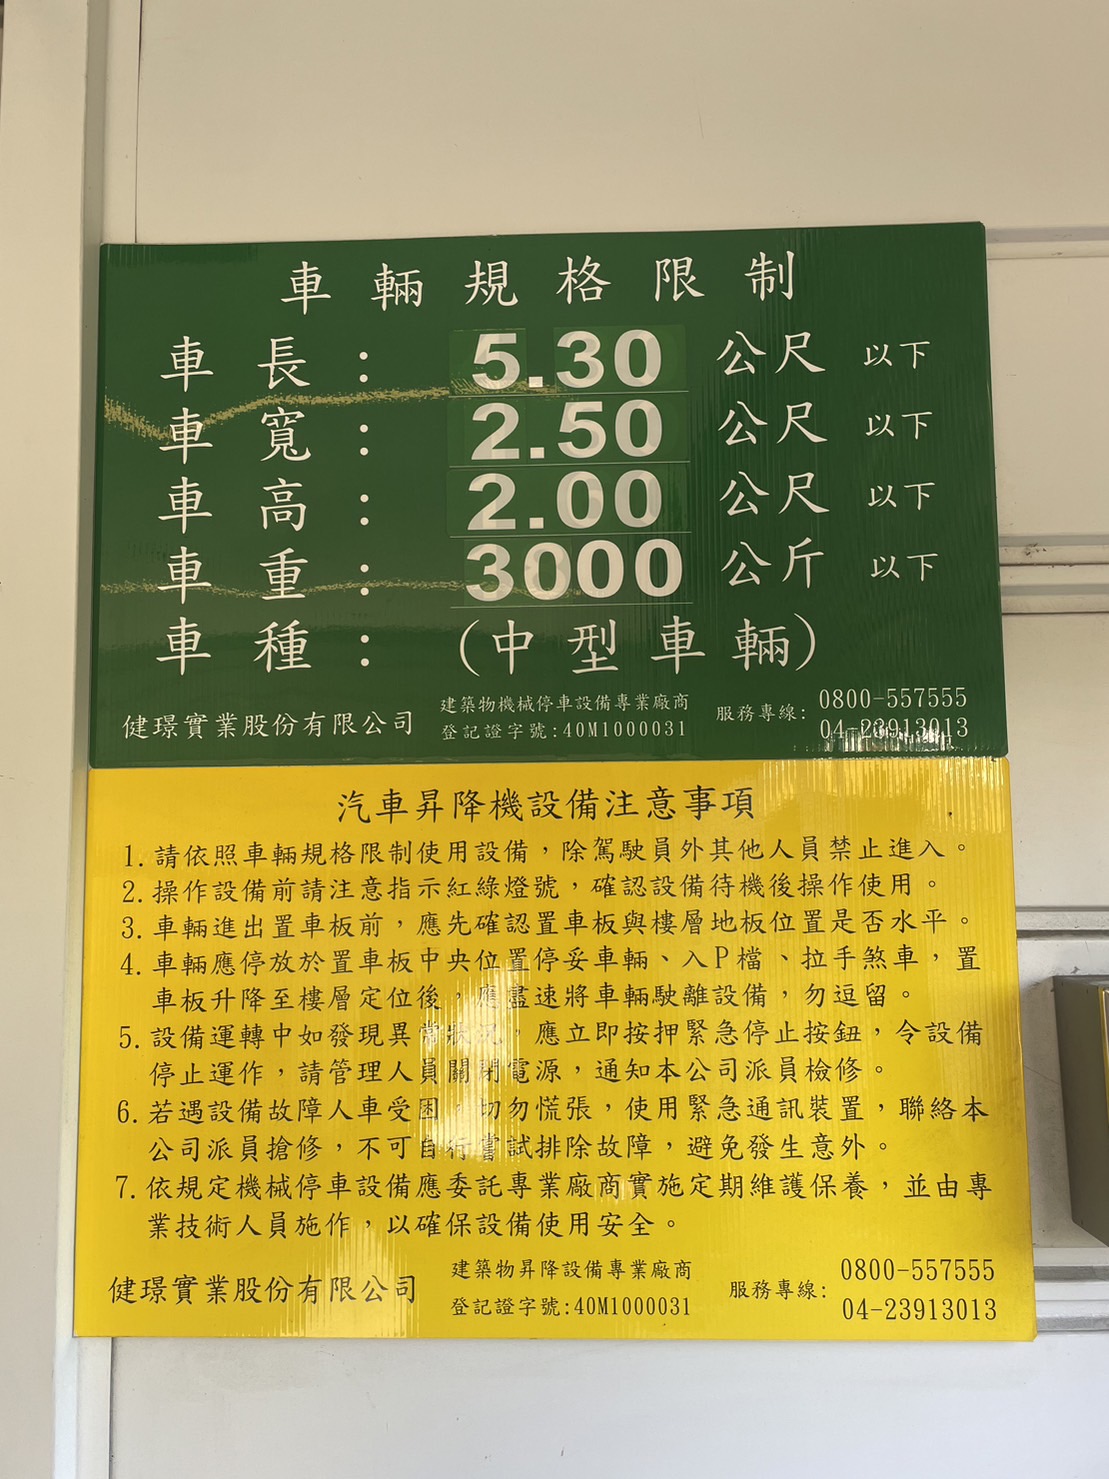 車輛規格限制
車長：5.30公尺 以下
車寬：2.50公尺 以下
車高：2.00公尺 以下
車重：3000公斤 以下
車種：(中型車輛)
健璟實業股份有限公司
建築物機械停車設備專業廠商
登記證字號:40M1000031
服務專線:
0800-557555
04-23913013
汽車昇降機設備注意事項
1.請依照車輛規格限制使用設備，除駕駛員外其他人員禁止進入。
2.操作設備前請注意指示紅綠燈號，確認設備待機後操作使用。
3.車輛進出置車板前，應先確認置車板與樓層地板位置是否水平。
4.車輛應停放於置車板中央位置停妥車輛、入P檔、拉手煞車，置
車板升降至樓層定位後，應儘速將車輛駛離設備，勿逗留。
5.設備運轉中如發現異常狀況，應立即按押緊急停止按鈕，令設備
停止運作，請管理人員關閉電源，通知本公司派員檢修。
6.若遇設備故障人車受困，切勿慌張，使用緊急通訊裝置，聯絡本
公司派員搶修，不可自行嘗試排除故障，避免發生意外。
7.依規定機械停車設備應委託專業廠商實施定期維護保養，並由專
業技術人員施作，以確保設備使用安全。
健璟實業股份有限公司
建築物昇降設備專業廠商
登記證字號:40M1000031
服務專線:
0800-557555
04-23913013